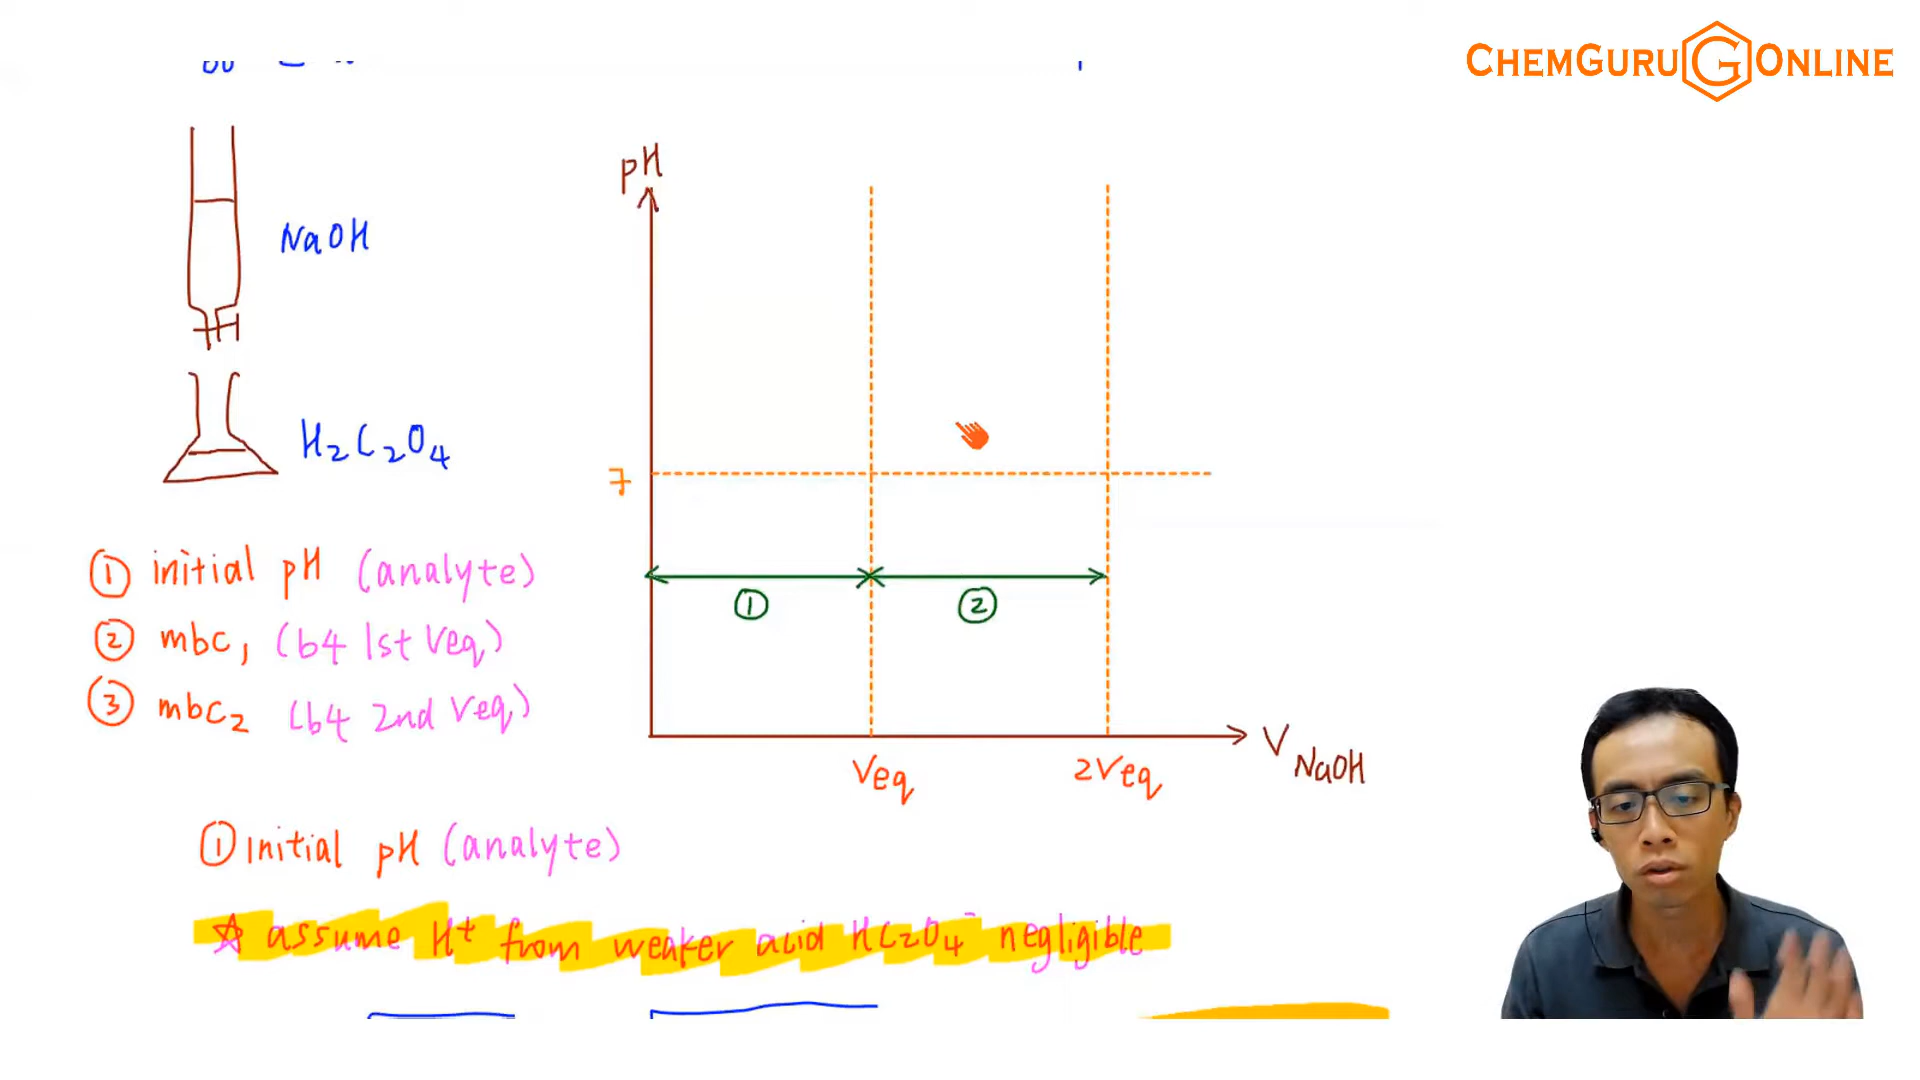 CHEMGURU G ONLINE
NaOH
H₂C₂O₄
① initial pH (analyte)
② mbc₁ (b4 1st Veq)
③ mbc₂ (b4 2nd Veq)
pH
7
① ②
Veq 2Veq
V NaOH
① Initial pH (analyte)
☆ assume H⁺ from weaker acid HC₂O₄⁻ negligible